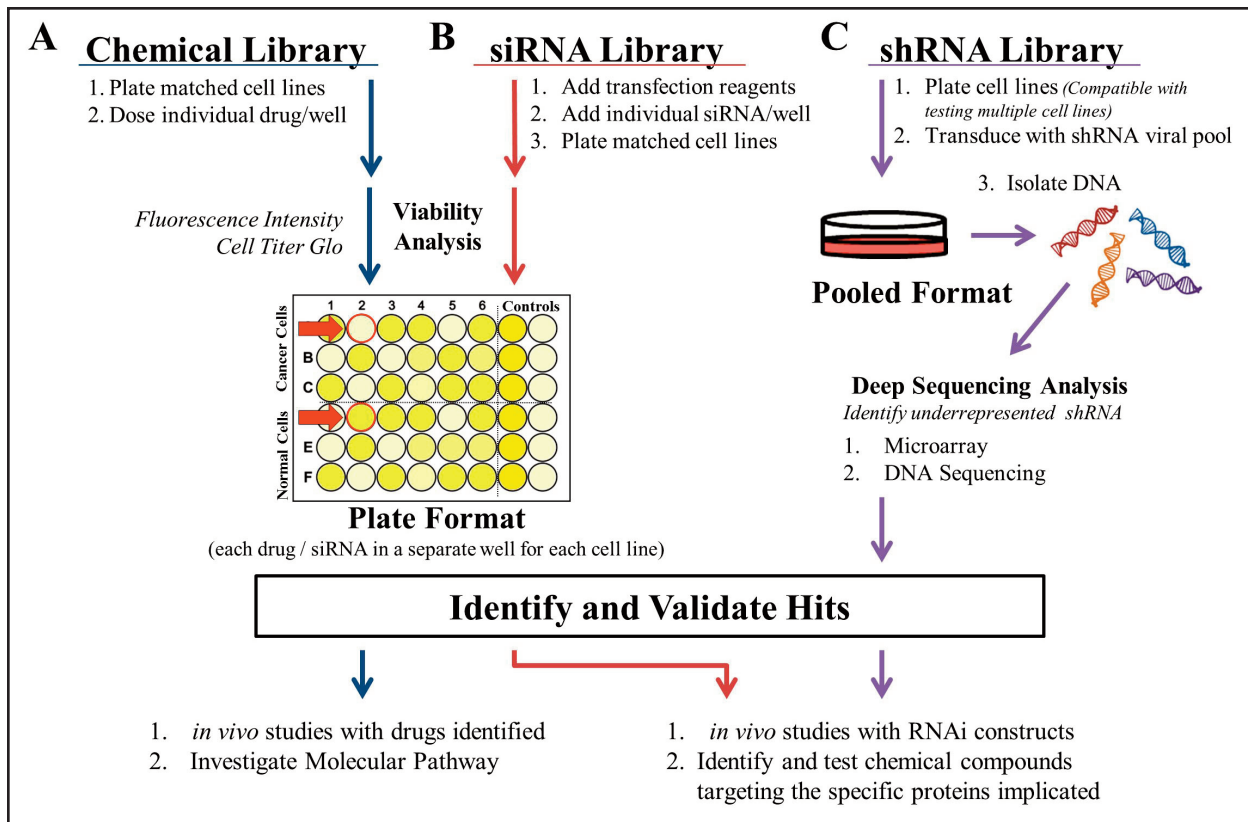 A
Chemical Library
1. Plate matched cell lines
2. Dose individual drug/well
B
siRNA Library
1. Add transfection reagents
2. Add individual siRNA/well
3. Plate matched cell lines
C
shRNA Library
1. Plate cell lines (Compatible with
testing multiple cell lines)
2. Transduce with shRNA viral pool
3. Isolate DNA
Fluorescence Intensity
Cell Titer Glo
Viability
Analysis
Pooled Format
1 2 3 4 5 6 Controls
Cancer Cells
B
C
Normal Cells
E
F
Plate Format
(each drug / siRNA in a separate well for each cell line)
Deep Sequencing Analysis
Identify underrepresented shRNA
1. Microarray
2. DNA Sequencing
Identify and Validate Hits
1. in vivo studies with drugs identified
2. Investigate Molecular Pathway
1. in vivo studies with RNAi constructs
2. Identify and test chemical compounds
targeting the specific proteins implicated